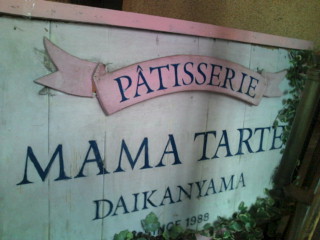 PÂTISSERIE
MAMA TARTE
DAIKANYAMA
SINCE 1988